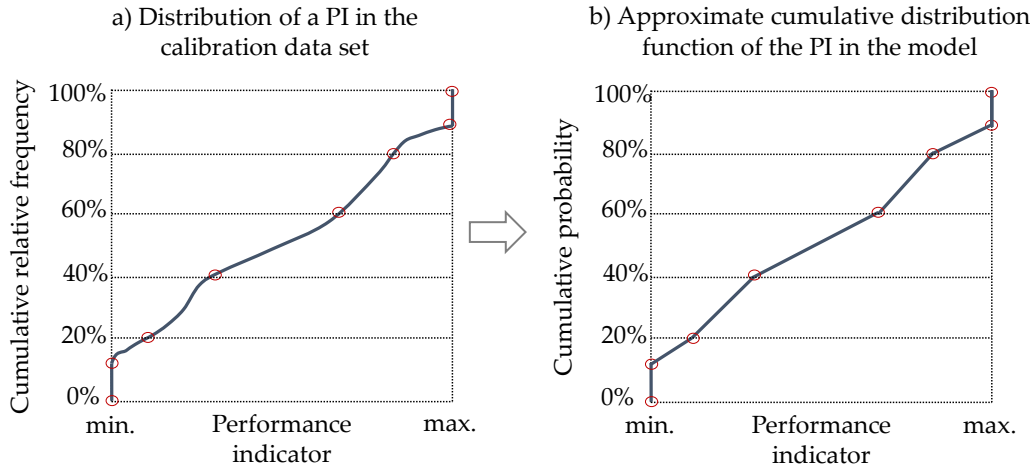 a) Distribution of a PI in the
calibration data set
Cumulative relative frequency
100%
80%
60%
40%
20%
0%
min.
Performance
indicator
max.
b) Approximate cumulative distribution
function of the PI in the model
Cumulative probability
100%
80%
60%
40%
20%
0%
min.
Performance
indicator
max.